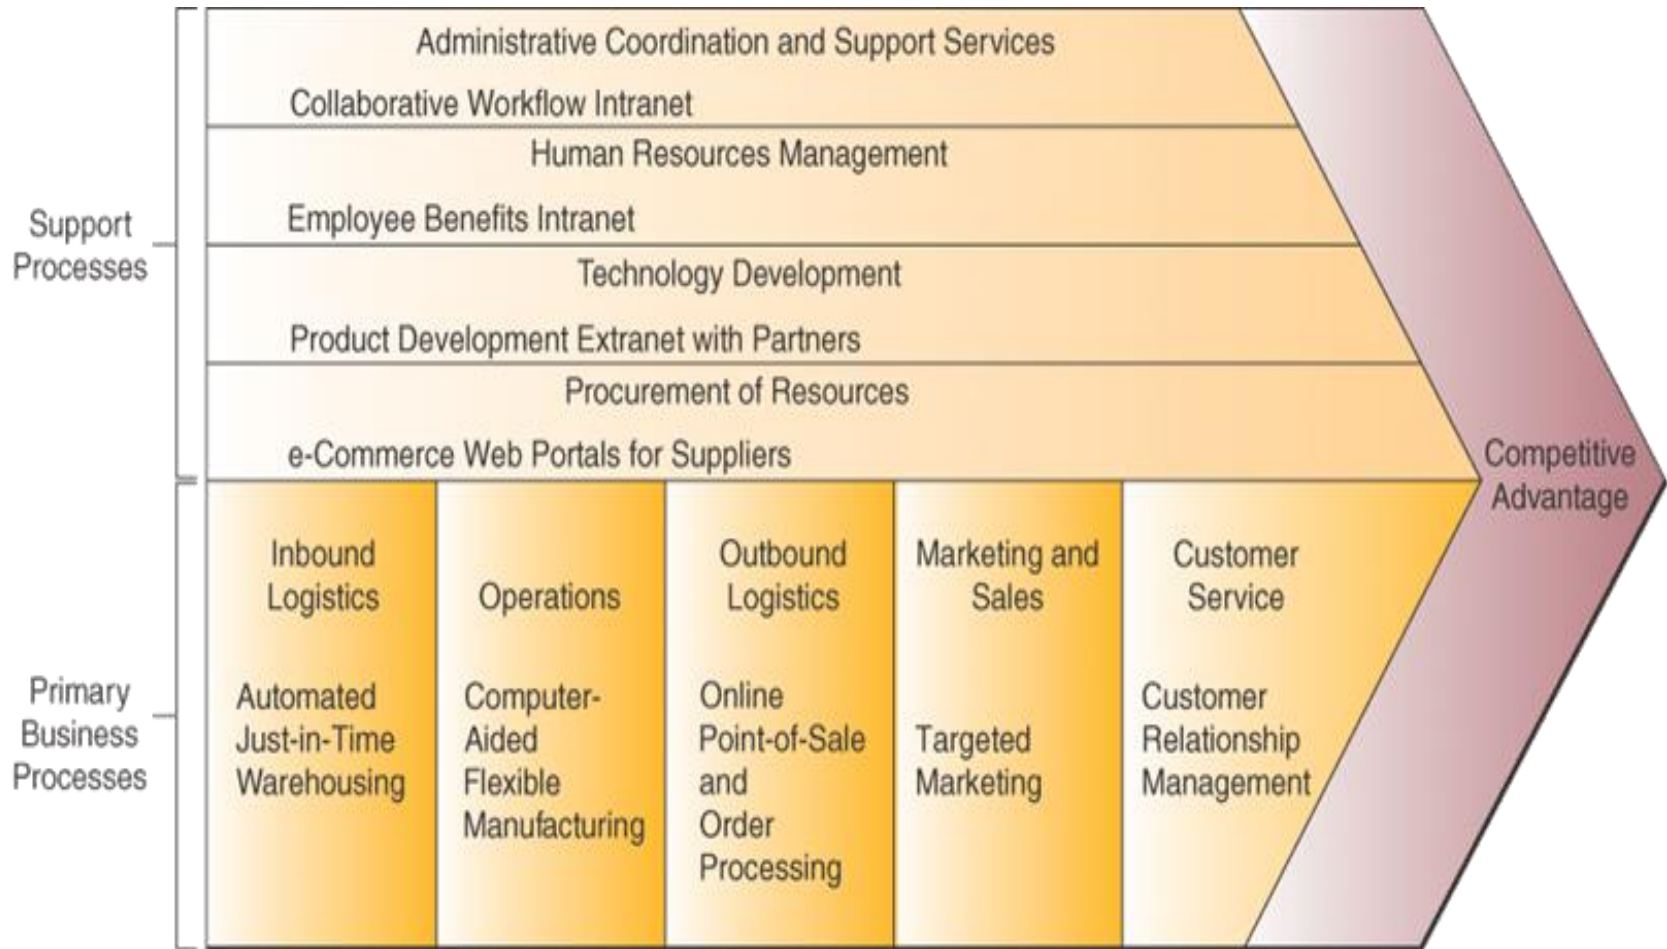 Administrative Coordination and Support Services
Collaborative Workflow Intranet
Human Resources Management
Employee Benefits Intranet
Technology Development
Product Development Extranet with Partners
Procurement of Resources
e-Commerce Web Portals for Suppliers
Support
Processes
Competitive
Advantage
Primary
Business
Processes
Inbound
Logistics
Automated
Just-in-Time
Warehousing
Operations
Computer-
Aided
Flexible
Manufacturing
Outbound
Logistics
Online
Point-of-Sale
and
Order
Processing
Marketing and
Sales
Targeted
Marketing
Customer
Service
Customer
Relationship
Management